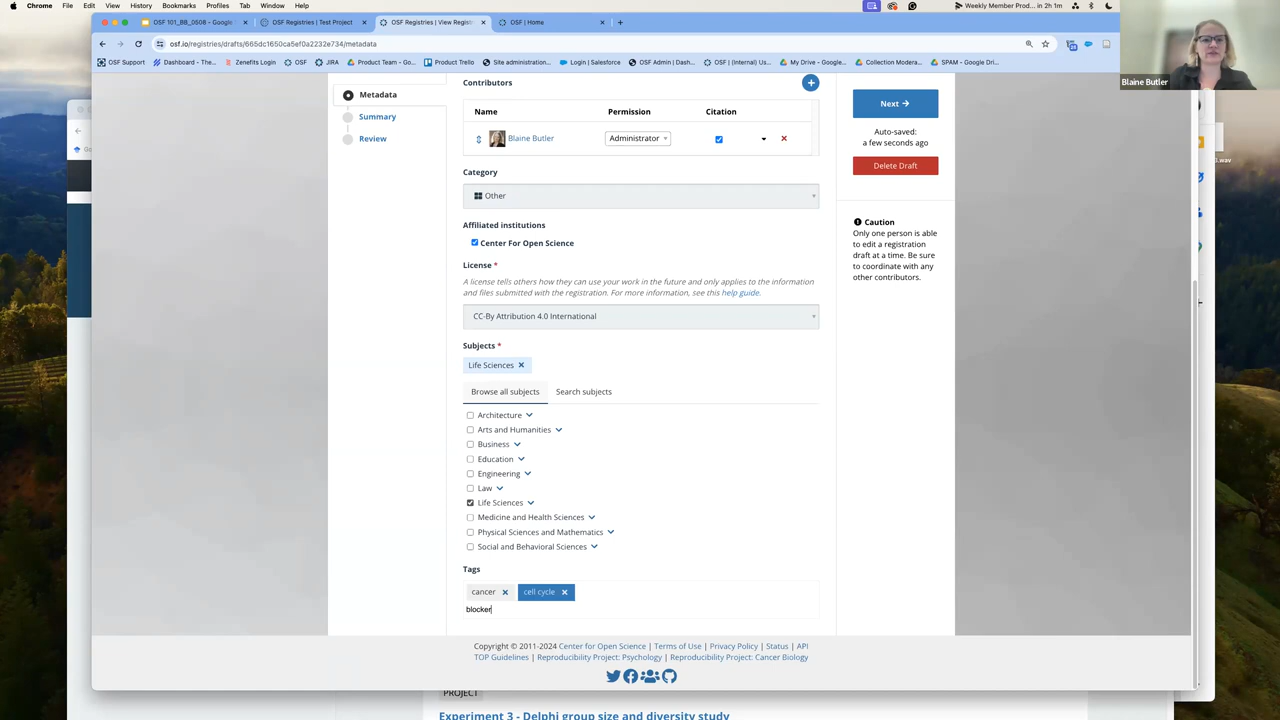 Chrome File Edit View History Bookmarks Profiles Tab Window Help
Weekly Member Prod... in 2h 1m
OSF 101_BB_0508 – Google
OSF Registries | Test Project
OSF Registries | View Regist
OSF | Home
osf.io/registries/drafts/665dc1650ca5ef0a2232e734/metadata
OSF Support Dashboard - The... Zenefits Login OSF JIRA Product Team - Go... Product Trello Site administration... Login | Salesforce OSF Admin | Dash... OSF | (Internal) Us... My Drive - Google... Collection Modera... SPAM - Google Dri...
Blaine Butler
Metadata
Summary
Review
Contributors
Name Permission Citation
Blaine Butler Administrator
Category
Other
Affiliated institutions
Center For Open Science
License *
A license tells others how they can use your work in the future and only applies to the information
and files submitted with the registration. For more information, see this help guide.
CC-By Attribution 4.0 International
Subjects *
Life Sciences
Browse all subjects Search subjects
Architecture
Arts and Humanities
Business
Education
Engineering
Law
Life Sciences
Medicine and Health Sciences
Physical Sciences and Mathematics
Social and Behavioral Sciences
Tags
cancer cell cycle
blocker
Next
Auto-saved:
a few seconds ago
Delete Draft
Caution
Only one person is able
to edit a registration
draft at a time. Be sure
to coordinate with any
other contributors.
Copyright © 2011-2024 Center for Open Science | Terms of Use | Privacy Policy | Status | API
TOP Guidelines | Reproducibility Project: Psychology | Reproducibility Project: Cancer Biology
PROJECT
Experiment 3 - Delphi group size and diversity study